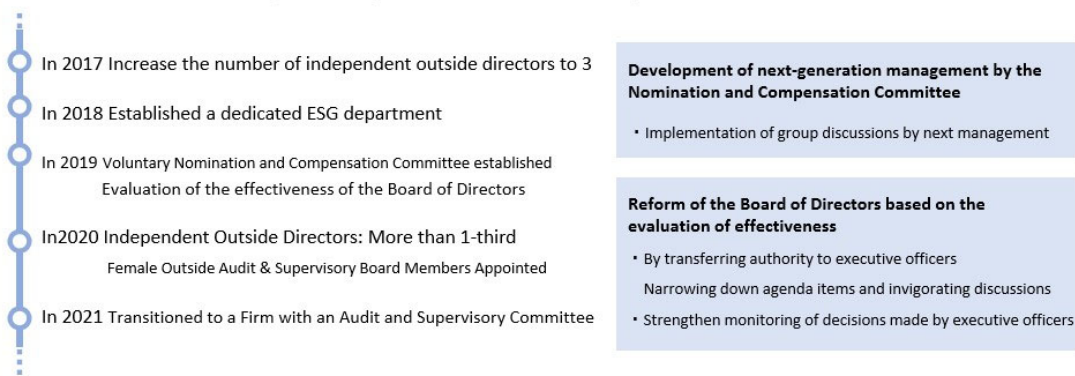 In 2017 Increase the number of independent outside directors to 3
In 2018 Established a dedicated ESG department
In 2019 Voluntary Nomination and Compensation Committee established
Evaluation of the effectiveness of the Board of Directors
In2020 Independent Outside Directors: More than 1-third
Female Outside Audit & Supervisory Board Members Appointed
In 2021 Transitioned to a Firm with an Audit and Supervisory Committee
Development of next-generation management by the
Nomination and Compensation Committee
・Implementation of group discussions by next management
Reform of the Board of Directors based on the
evaluation of effectiveness
・By transferring authority to executive officers
Narrowing down agenda items and invigorating discussions
・Strengthen monitoring of decisions made by executive officers